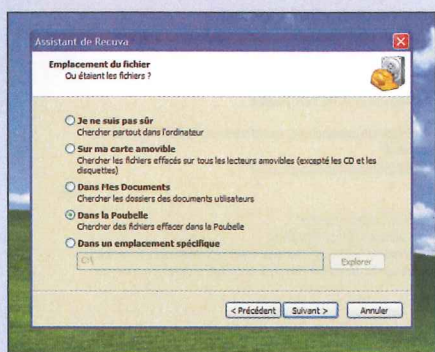 Assistant de Recuva
Emplacement du fichier
Ou étaient les fichiers ?
Je ne suis pas sûr
Chercher partout dans l'ordinateur
Sur ma carte amovible
Chercher les fichiers effacés sur tous les lecteurs amovibles (excepté les CD et les
disquettes)
Dans Mes Documents
Chercher les dossiers des documents utilisateurs
Dans la Poubelle
Chercher des fichiers effacer dans la Poubelle
Dans un emplacement spécifique
C:\
Explorer
< Précédent
Suivant >
Annuler